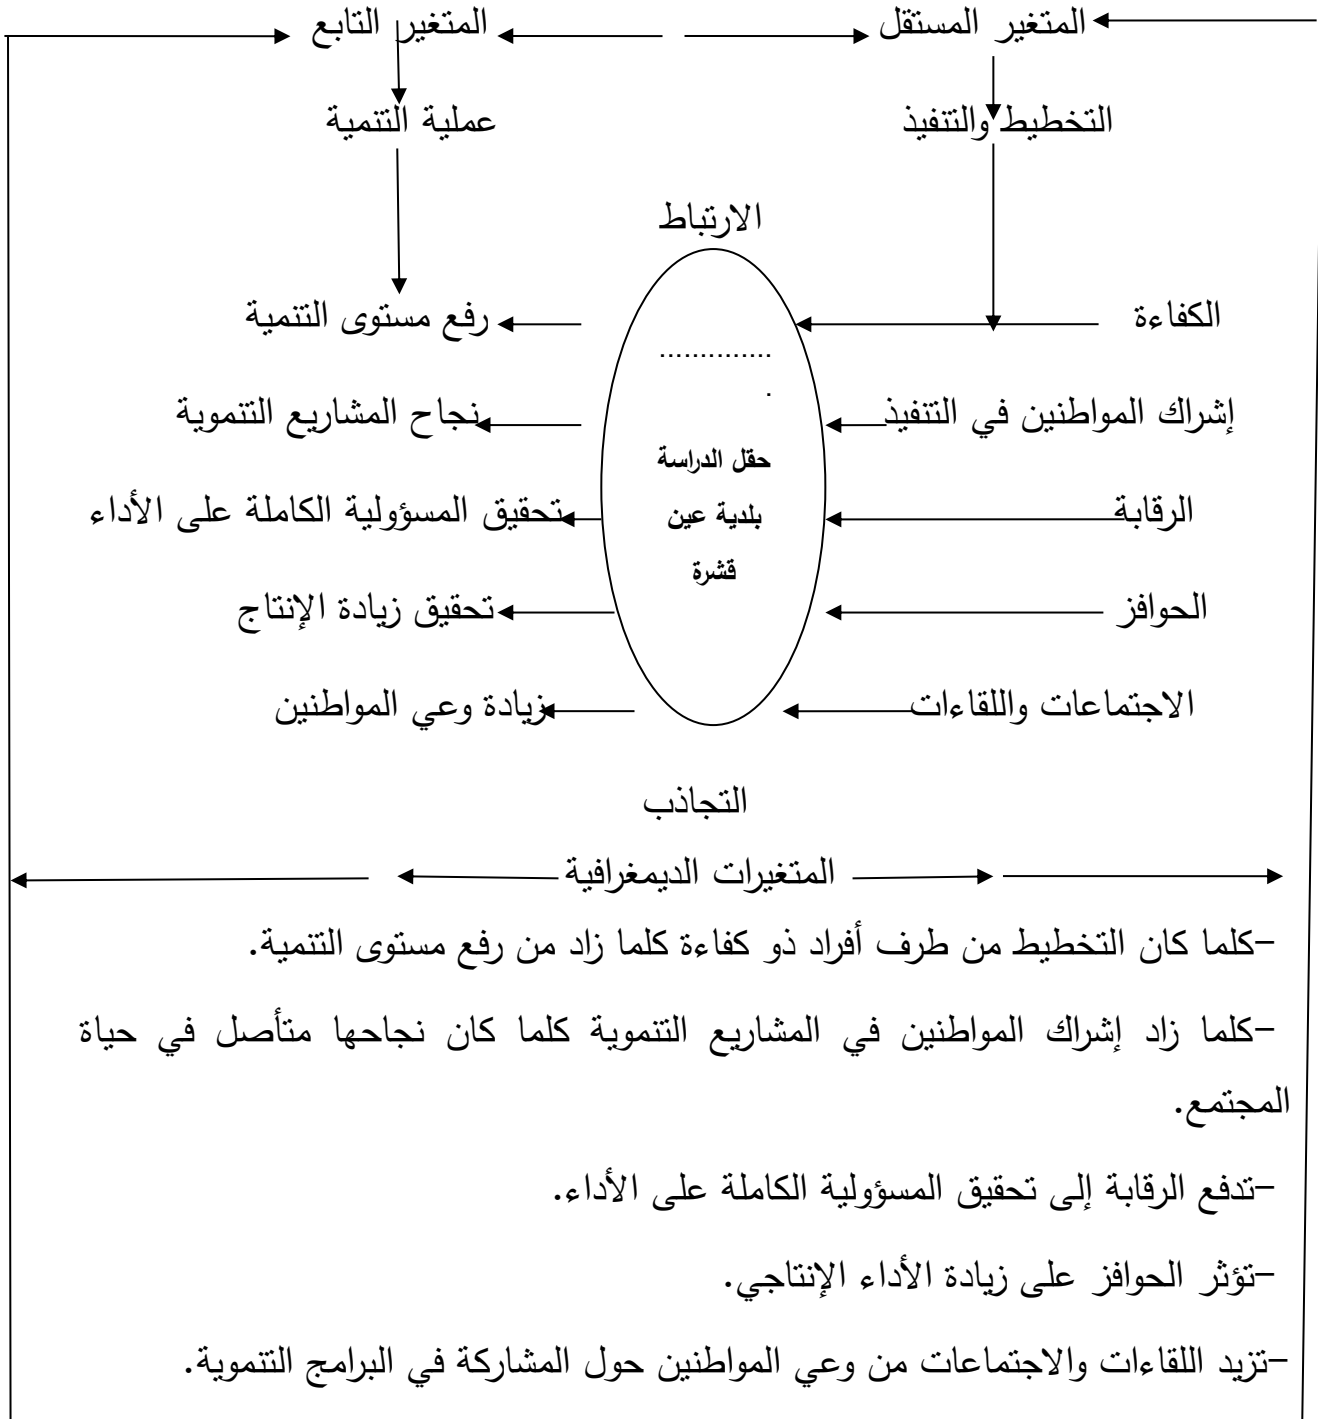 المتغير المستقل المتغير التابع
التخطيط والتنفيذ عملية التنمية
الارتباط
الكفاءة رفع مستوى التنمية
..............
.
إشراك المواطنين في التنفيذ نجاح المشاريع التنموية
حقل الدراسة
الرقابة بلدية عين تحقيق المسؤولية الكاملة على الأداء
قشرة
الحوافز تحقيق زيادة الإنتاج
الاجتماعات واللقاءات زيادة وعي المواطنين
التجاذب
المتغيرات الديمغرافية
-كلما كان التخطيط من طرف أفراد ذو كفاءة كلما زاد من رفع مستوى التنمية.
-كلما زاد إشراك المواطنين في المشاريع التنموية كلما كان نجاحها متأصل في حياة
المجتمع.
-تدفع الرقابة إلى تحقيق المسؤولية الكاملة على الأداء.
-تؤثر الحوافز على زيادة الأداء الإنتاجي.
-تزيد اللقاءات والاجتماعات من وعي المواطنين حول المشاركة في البرامج التنموية.